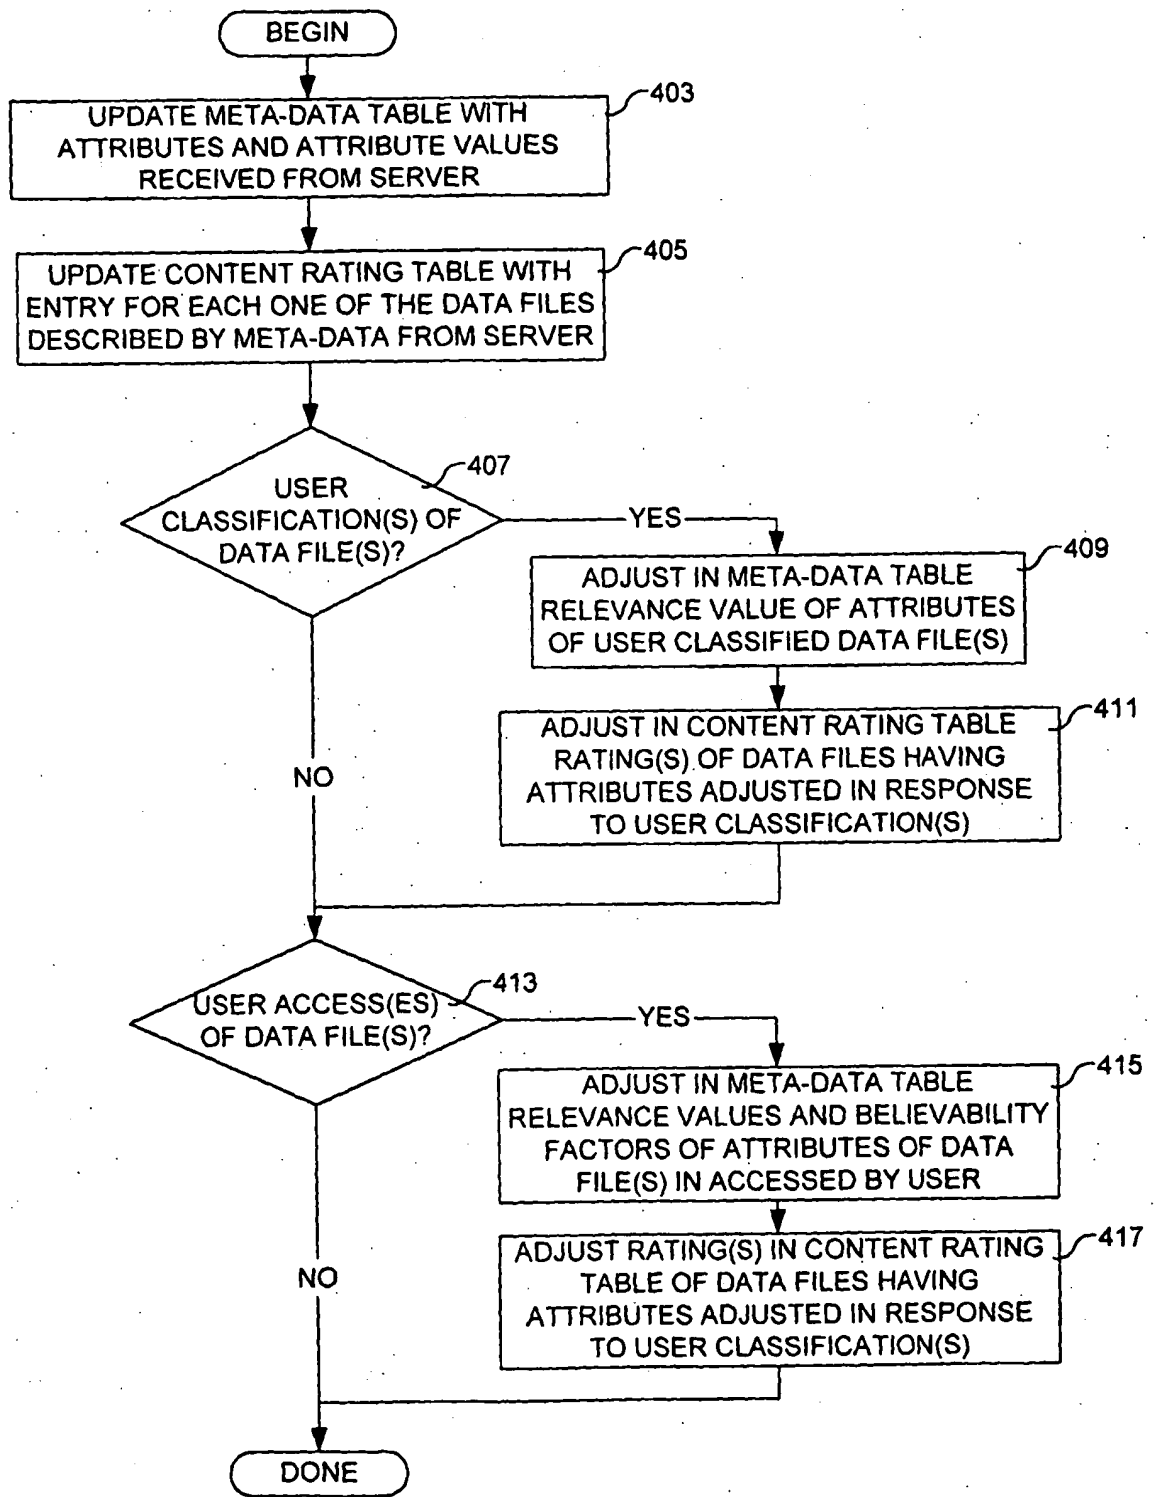 BEGIN
403
UPDATE META-DATA TABLE WITH
ATTRIBUTES AND ATTRIBUTE VALUES
RECEIVED FROM SERVER
405
UPDATE CONTENT RATING TABLE WITH
ENTRY FOR EACH ONE OF THE DATA FILES
DESCRIBED BY META-DATA FROM SERVER
407
USER
CLASSIFICATION(S) OF
DATA FILE(S)?
YES
409
ADJUST IN META-DATA TABLE
RELEVANCE VALUE OF ATTRIBUTES
OF USER CLASSIFIED DATA FILE(S)
411
ADJUST IN CONTENT RATING TABLE
RATING(S) OF DATA FILES HAVING
ATTRIBUTES ADJUSTED IN RESPONSE
TO USER CLASSIFICATION(S)
NO
413
USER ACCESS(ES)
OF DATA FILE(S)?
YES
415
ADJUST IN META-DATA TABLE
RELEVANCE VALUES AND BELIEVABILITY
FACTORS OF ATTRIBUTES OF DATA
FILE(S) IN ACCESSED BY USER
417
ADJUST RATING(S) IN CONTENT RATING
TABLE OF DATA FILES HAVING
ATTRIBUTES ADJUSTED IN RESPONSE
TO USER CLASSIFICATION(S)
NO
DONE